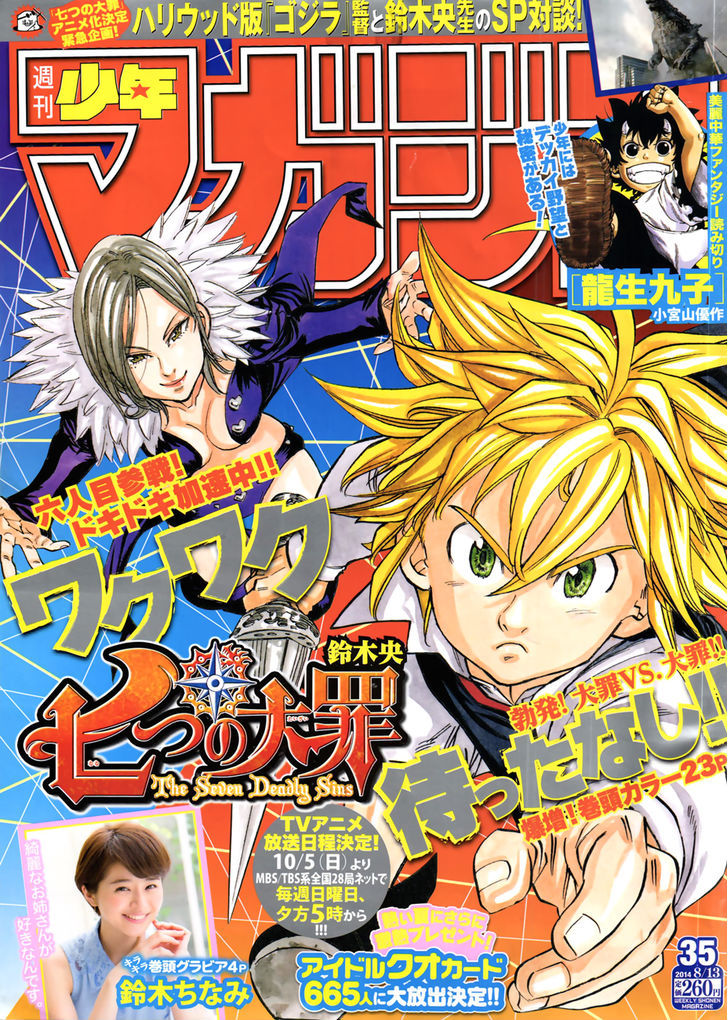 『七つの大罪』
アニメ化決定
緊急企画!
ハリウッド版『ゴジラ』監督と鈴木央先生のSP対談!
週刊
少年
マガジン
美麗中華ファンタジー読み切り
少年には
デッカイ野望と
秘密がある!
[龍生九子]
小宮山優作
六人目参戦!
ドキドキ加速中!!
ワクワク
鈴木央
七つの大罪
The Seven Deadly Sins
勃発!大罪VS.大罪!!
待ったなし!!
爆増!巻頭カラー23P
TVアニメ
放送日程決定!
10/5(日)より
MBS/TBS系全国28局ネットで
毎週日曜日、
夕方5時から
!!!
綺麗なお姉さんが
好きなんです。
キラキラ
巻頭グラビア4P
鈴木ちなみ
熱い夏にさらに
アイドルクオカード
665人に大放出決定!!
35
2014 8/13
定価260円
WEEKLY SHONEN
MAGAZINE